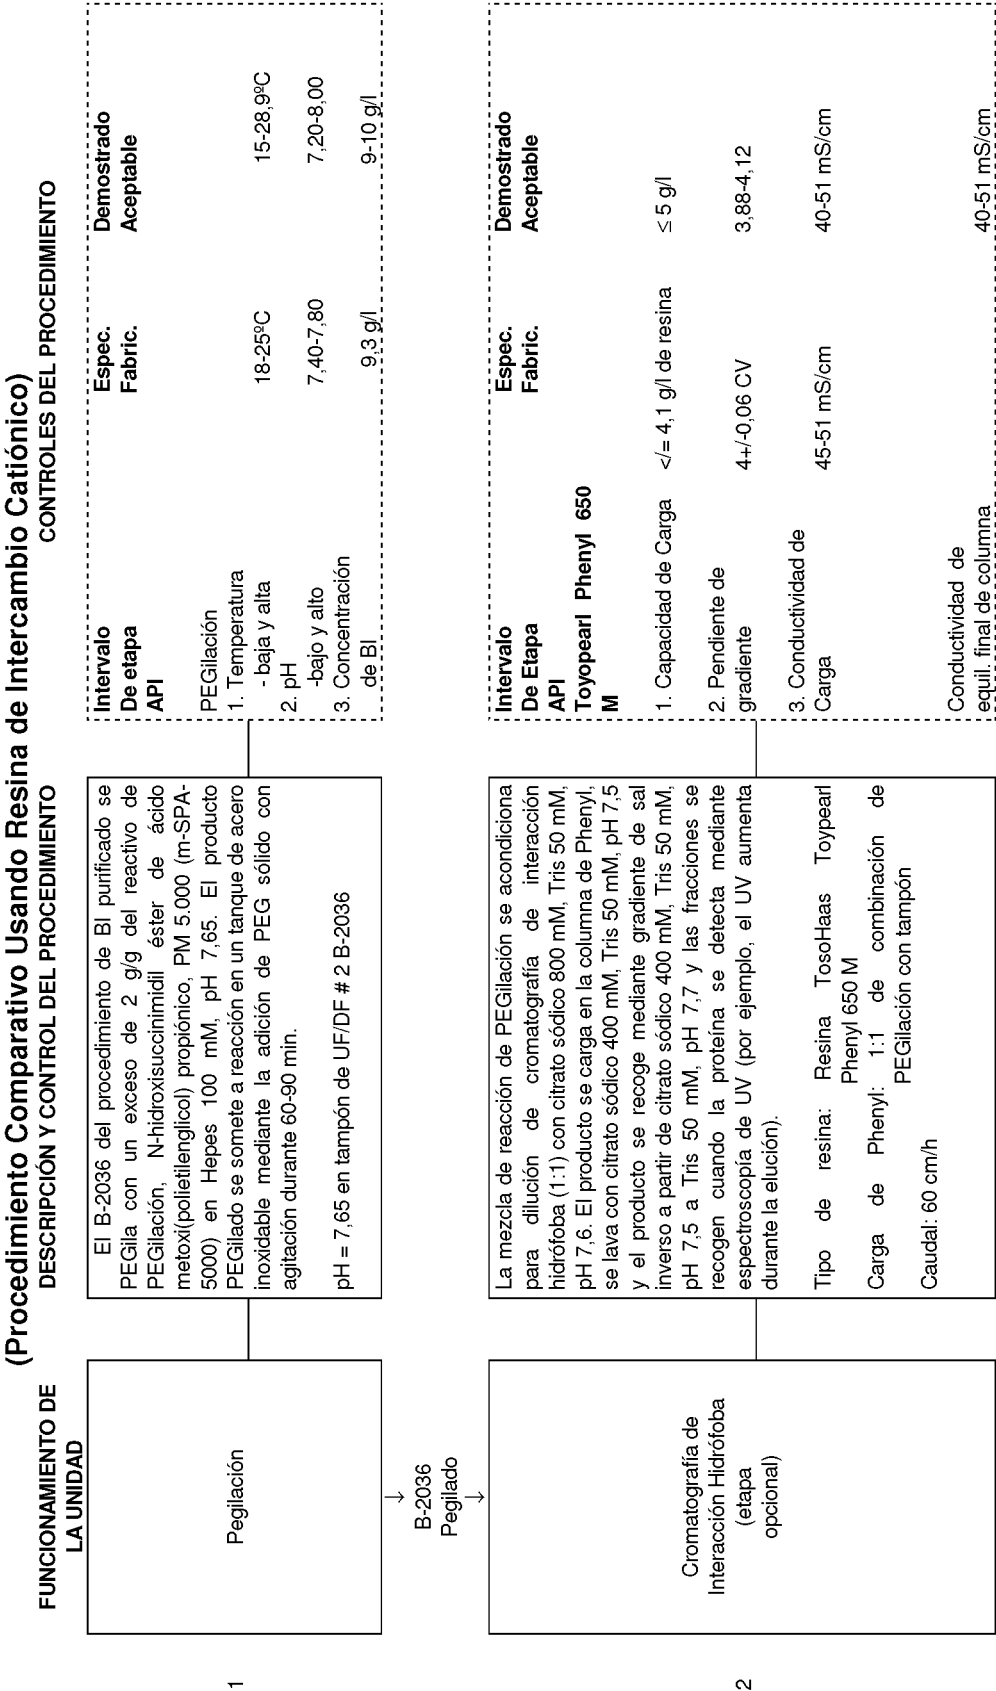 (Procedimiento Comparativo Usando Resina de Intercambio Catiónico)
FUNCIONAMIENTO DE
LA UNIDAD
DESCRIPCIÓN Y CONTROL DEL PROCEDIMIENTO
CONTROLES DEL PROCEDIMIENTO
1
Pegilación
El B-2036 del procedimiento de BI purificado se
PEGila con un exceso de 2 g/g del reactivo de
PEGilación, N-hidroxisuccinimidil éster de ácido
metoxi(polietilenglicol) propiónico, PM 5.000 (m-SPA-
5000) en Hepes 100 mM, pH 7,65. El producto
PEGilado se somete a reacción en un tanque de acero
inoxidable mediante la adición de PEG sólido con
agitación durante 60-90 min.
pH = 7,65 en tampón de UF/DF # 2 B-2036
Intervalo Espec. Demostrado
De etapa Fabric. Aceptable
API
PEGilación
1. Temperatura
- baja y alta 18-25ºC 15-28,9ºC
2. pH
-bajo y alto 7,40-7,80 7,20-8,00
3. Concentración
de BI 9,3 g/l 9-10 g/l
↓
B-2036
Pegilado
↓
2
Cromatografía de
Interacción Hidrófoba
(etapa
opcional)
La mezcla de reacción de PEGilación se acondiciona
para dilución de cromatografía de interacción
hidrófoba (1:1) con citrato sódico 800 mM, Tris 50 mM,
pH 7,6. El producto se carga en la columna de Phenyl,
se lava con citrato sódico 400 mM, Tris 50 mM, pH 7,5
y el producto se recoge mediante gradiente de sal
inverso a partir de citrato sódico 400 mM, Tris 50 mM,
pH 7,5 a Tris 50 mM, pH 7,7 y las fracciones se
recogen cuando la proteína se detecta mediante
espectroscopía de UV (por ejemplo, el UV aumenta
durante la elución).
Tipo de resina: Resina TosoHaas Toypearl
Phenyl 650 M
Carga de Phenyl: 1:1 de combinación de
PEGilación con tampón
Caudal: 60 cm/h
Intervalo Espec. Demostrado
De Etapa Fabric. Aceptable
API
Toyopearl Phenyl 650
M
1. Capacidad de Carga </= 4,1 g/l de resina ≤ 5 g/l
2. Pendiente de
gradiente 4+/-0,06 CV 3,88-4,12
3. Conductividad de
Carga 45-51 mS/cm 40-51 mS/cm
Conductividad de
equil. final de columna 40-51 mS/cm